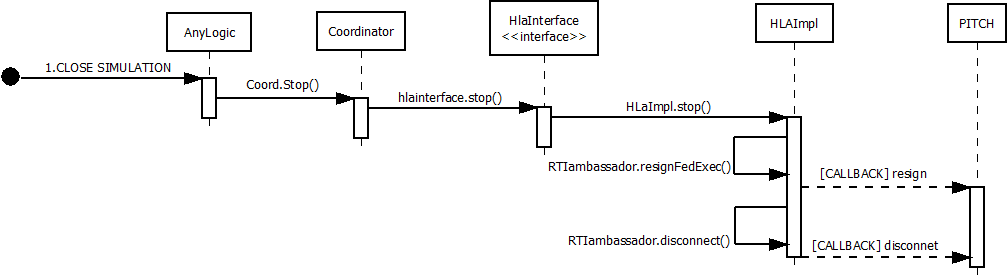 AnyLogic
Coordinator
HlaInterface
<<interface>>
HLAImpl
PITCH
1.CLOSE SIMULATION
Coord.Stop()
hlainterface.stop()
HLaImpl.stop()
RTIambassador.resignFedExec()
[CALLBACK] resign
RTIambassador.disconnect()
[CALLBACK] disconnet